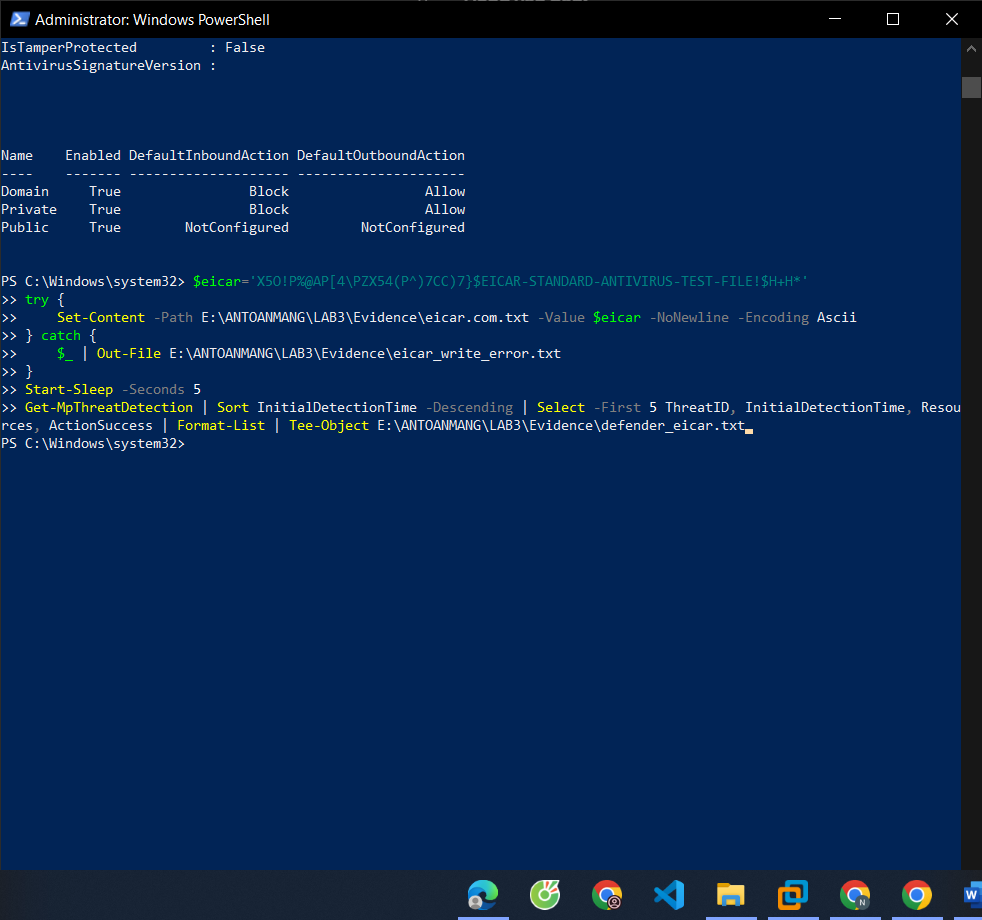 Administrator: Windows PowerShell
IsTamperProtected         : False
AntivirusSignatureVersion :
Name    Enabled DefaultInboundAction DefaultOutboundAction
----    ------- -------------------- ---------------------
Domain     True                Block                 Allow
Private    True                Block                 Allow
Public     True        NotConfigured         NotConfigured
PS C:\Windows\system32> $eicar='X5O!P%@AP[4\PZX54(P^)7CC)7}$EICAR-STANDARD-ANTIVIRUS-TEST-FILE!$H+H*'
>> try {
>>     Set-Content -Path E:\ANTOANMANG\LAB3\Evidence\eicar.com.txt -Value $eicar -NoNewline -Encoding Ascii
>> } catch {
>>     $_ | Out-File E:\ANTOANMANG\LAB3\Evidence\eicar_write_error.txt
>> }
>> Start-Sleep -Seconds 5
>> Get-MpThreatDetection | Sort InitialDetectionTime -Descending | Select -First 5 ThreatID, InitialDetectionTime, Resou
rces, ActionSuccess | Format-List | Tee-Object E:\ANTOANMANG\LAB3\Evidence\defender_eicar.txt
PS C:\Windows\system32>
N
W